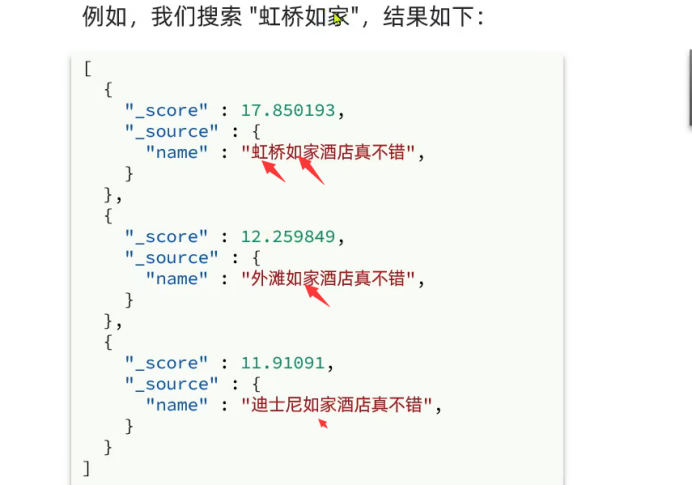 例如，我们搜索 "虹桥如家"，结果如下：
[
  {
    "_score" : 17.850193,
    "_source" : {
      "name" : "虹桥如家酒店真不错",
    }
  },
  {
    "_score" : 12.259849,
    "_source" : {
      "name" : "外滩如家酒店真不错",
    }
  },
  {
    "_score" : 11.91091,
    "_source" : {
      "name" : "迪士尼如家酒店真不错",
    }
  }
]